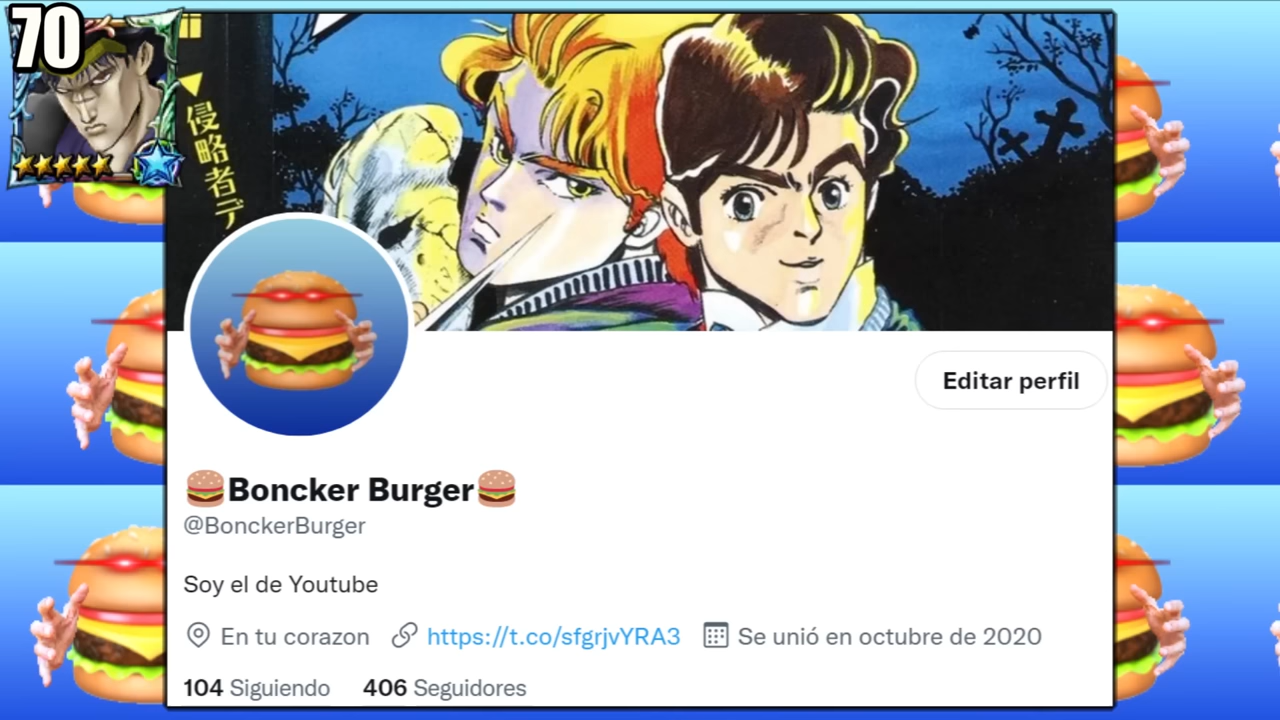 70
侵略者デ
Editar perfil
🍔Boncker Burger🍔
@BonckerBurger
Soy el de Youtube
En tu corazon https://t.co/sfgrjvYRA3 Se unió en octubre de 2020
104 Siguiendo 406 Seguidores